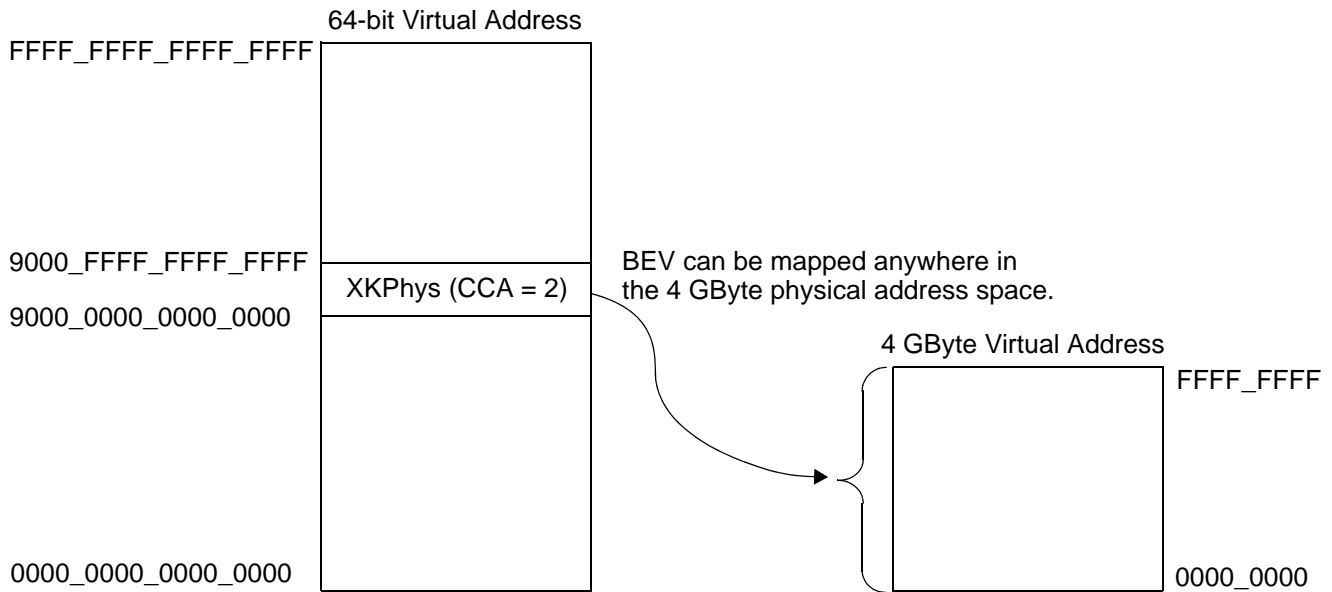 64-bit Virtual Address
FFFF_FFFF_FFFF_FFFF
9000_FFFF_FFFF_FFFF
XKPhys (CCA = 2)
9000_0000_0000_0000
BEV can be mapped anywhere in
the 4 GByte physical address space.
4 GByte Virtual Address
FFFF_FFFF
0000_0000_0000_0000
0000_0000